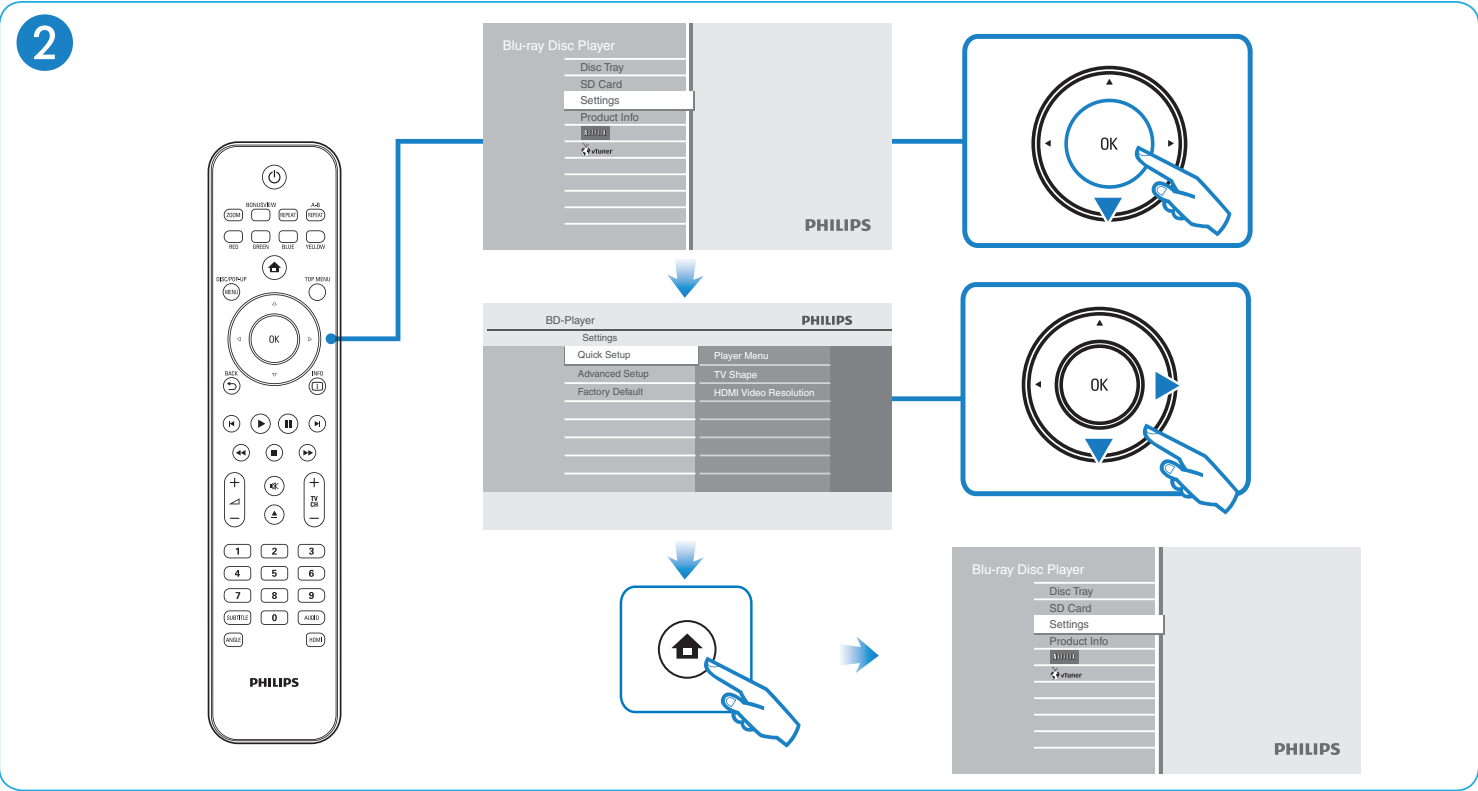 2
BONUSVIEW
A-B
ZOOM
REPEAT
REPEAT
RED
GREEN
BLUE
YELLOW
DISC/POP-UP
TOP MENU
MENU
OK
BACK
INFO
TV
CH
1
2
3
4
5
6
7
8
9
SUBTITLE
0
AUDIO
ANGLE
HDMI
PHILIPS
Blu-ray Disc Player
Disc Tray
SD Card
Settings
Product Info
NETFLIX
vTuner
PHILIPS
OK
BD-Player
PHILIPS
Settings
Quick Setup
Player Menu
Advanced Setup
TV Shape
Factory Default
HDMI Video Resolution
OK
Blu-ray Disc Player
Disc Tray
SD Card
Settings
Product Info
NETFLIX
vTuner
PHILIPS